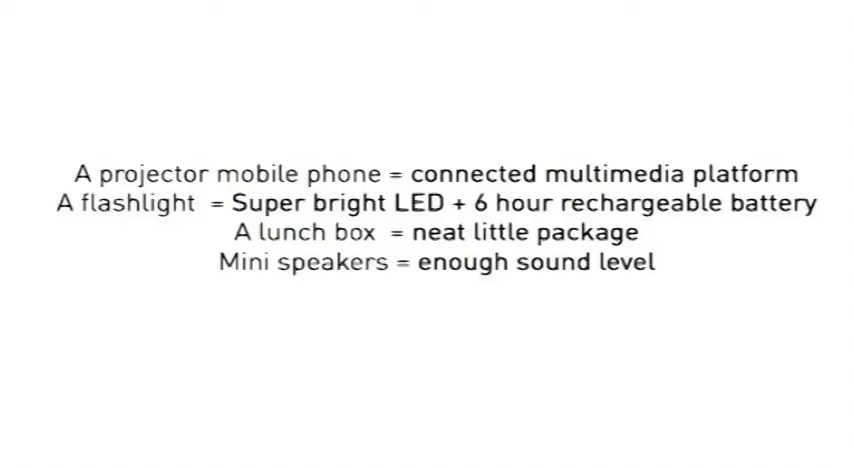 A projector mobile phone = connected multimedia platform
A flashlight = Super bright LED + 6 hour rechargeable battery
A lunch box = neat little package
Mini speakers = enough sound level